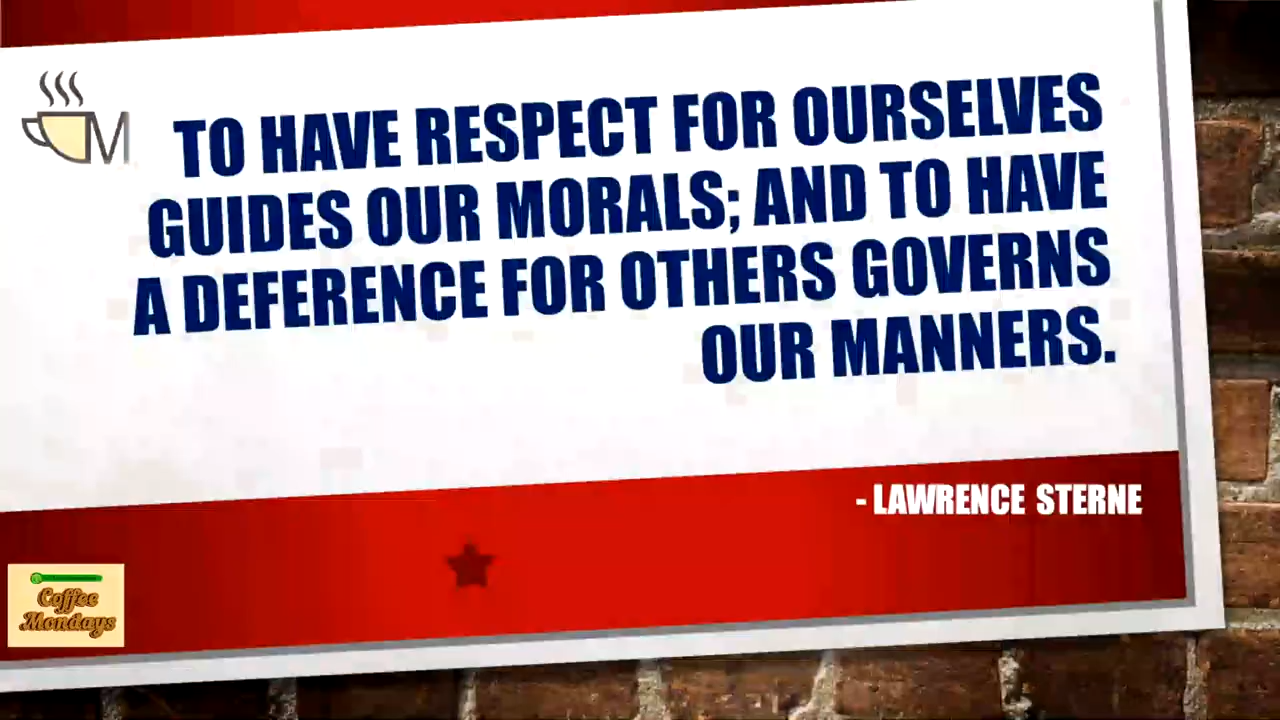 M
TO HAVE RESPECT FOR OURSELVES
GUIDES OUR MORALS; AND TO HAVE
A DEFERENCE FOR OTHERS GOVERNS
OUR MANNERS.
- LAWRENCE STERNE
Coffee
Mondays